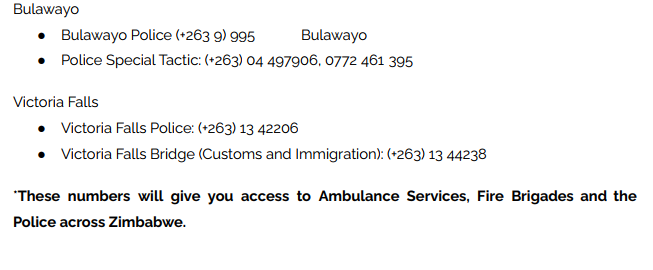 Bulawayo
● Bulawayo Police (+263 9) 995 Bulawayo
● Police Special Tactic: (+263) 04 497906, 0772 461 395
Victoria Falls
● Victoria Falls Police: (+263) 13 42206
● Victoria Falls Bridge (Customs and Immigration): (+263) 13 44238
*These numbers will give you access to Ambulance Services, Fire Brigades and the
Police across Zimbabwe.